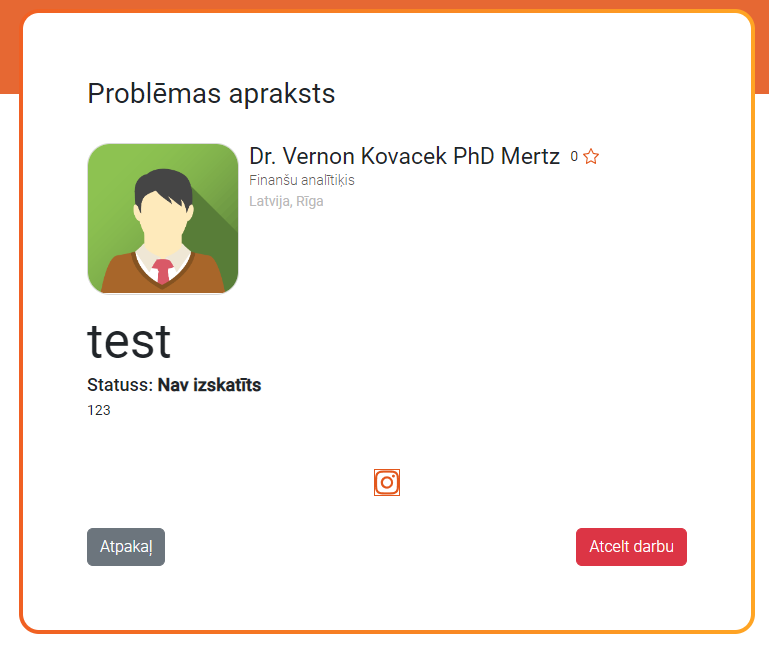 Problēmas apraksts
Dr. Vernon Kovacek PhD Mertz 0
Finanšu analītiķis
Latvija, Rīga
test
Statuss: Nav izskatīts
123
Atpakaļ
Atcelt darbu